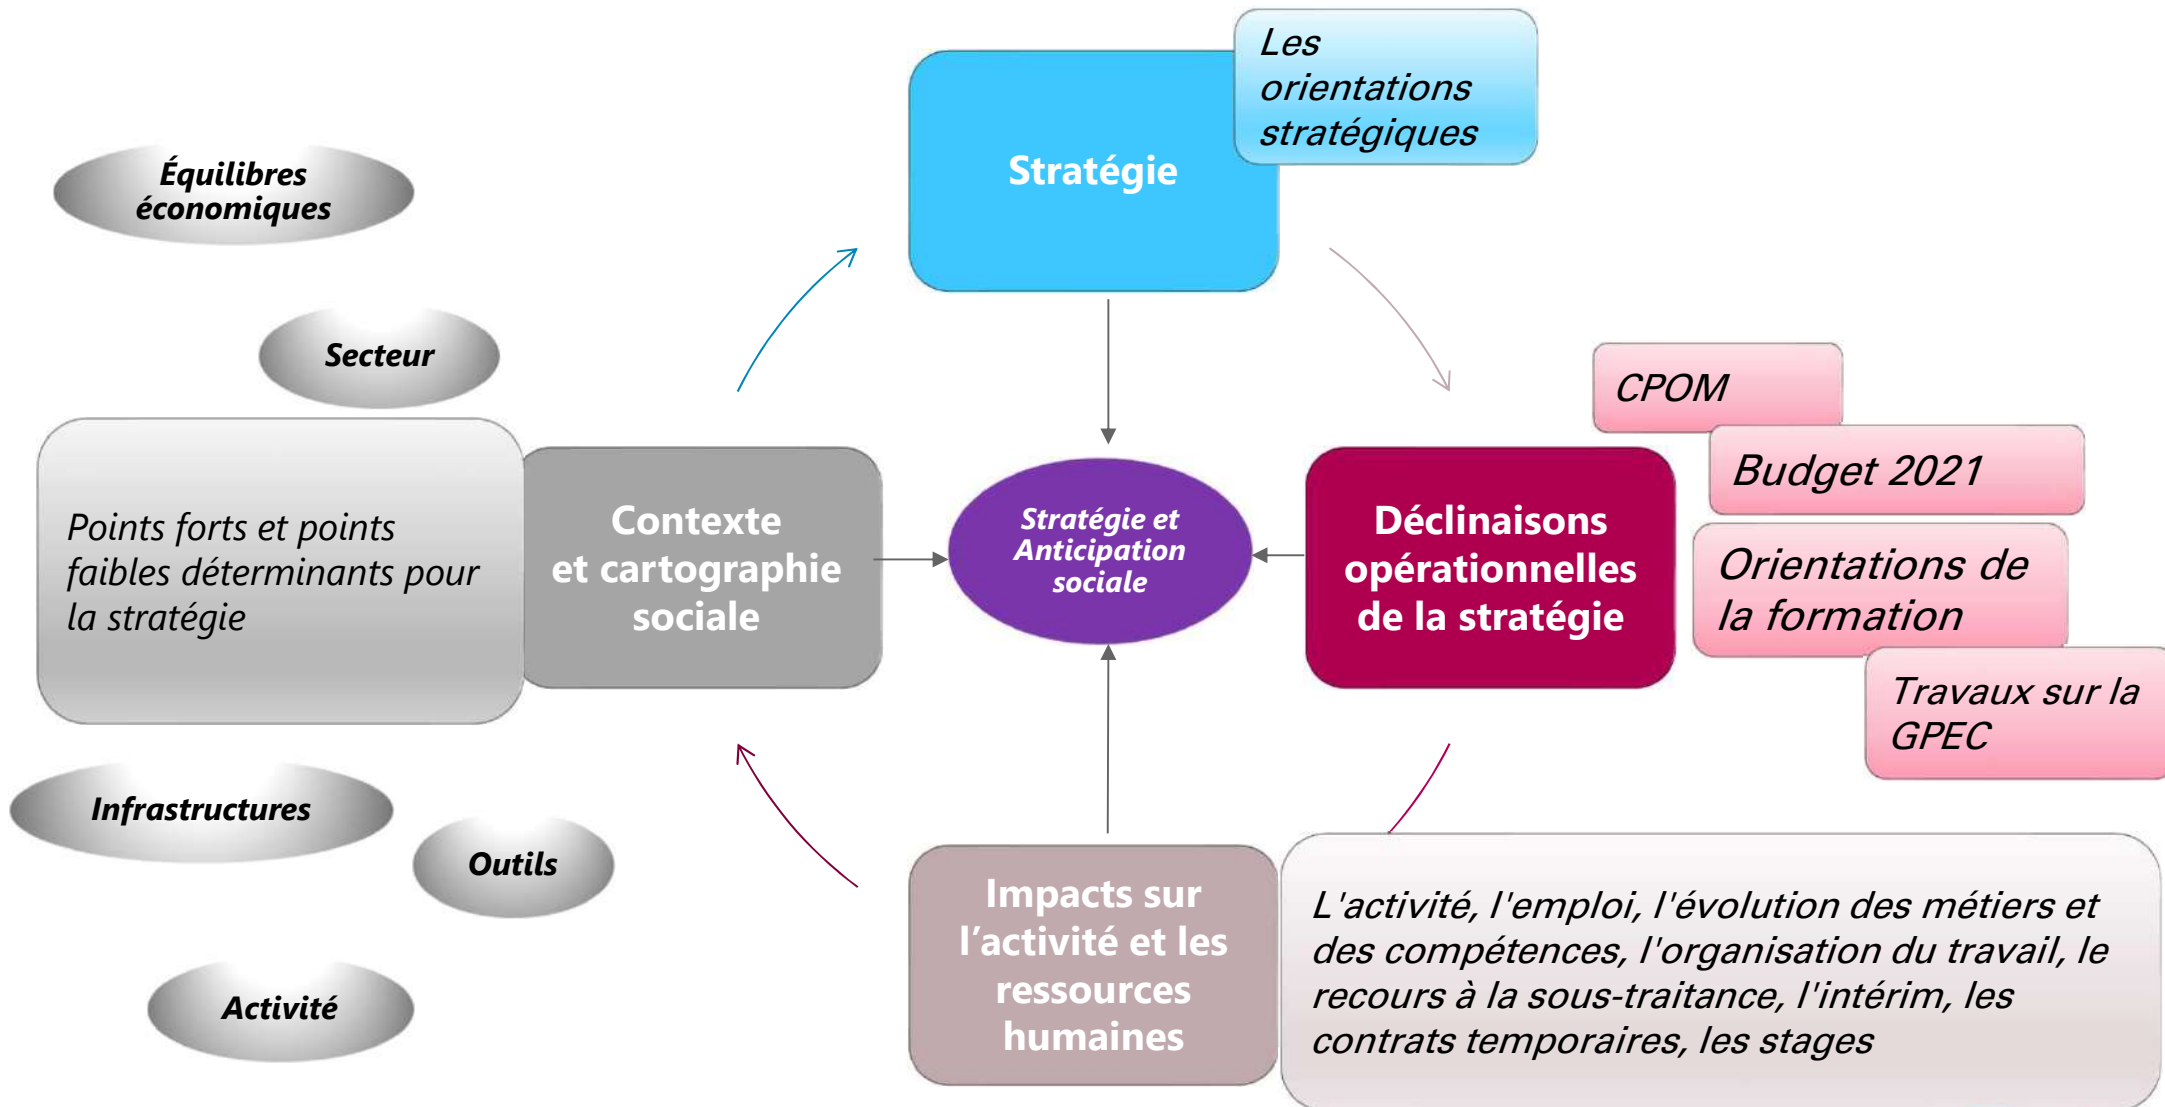 Les
orientations
stratégiques
Stratégie
Équilibres
économiques
Secteur
Points forts et points
faibles déterminants pour
la stratégie
Contexte
et cartographie
sociale
Stratégie et
Anticipation
sociale
Déclinaisons
opérationnelles
de la stratégie
CPOM
Budget 2021
Orientations de
la formation
Travaux sur la
GPEC
Infrastructures
Outils
Activité
Impacts sur
l’activité et les
ressources
humaines
L'activité, l'emploi, l'évolution des métiers et
des compétences, l'organisation du travail, le
recours à la sous-traitance, l'intérim, les
contrats temporaires, les stages